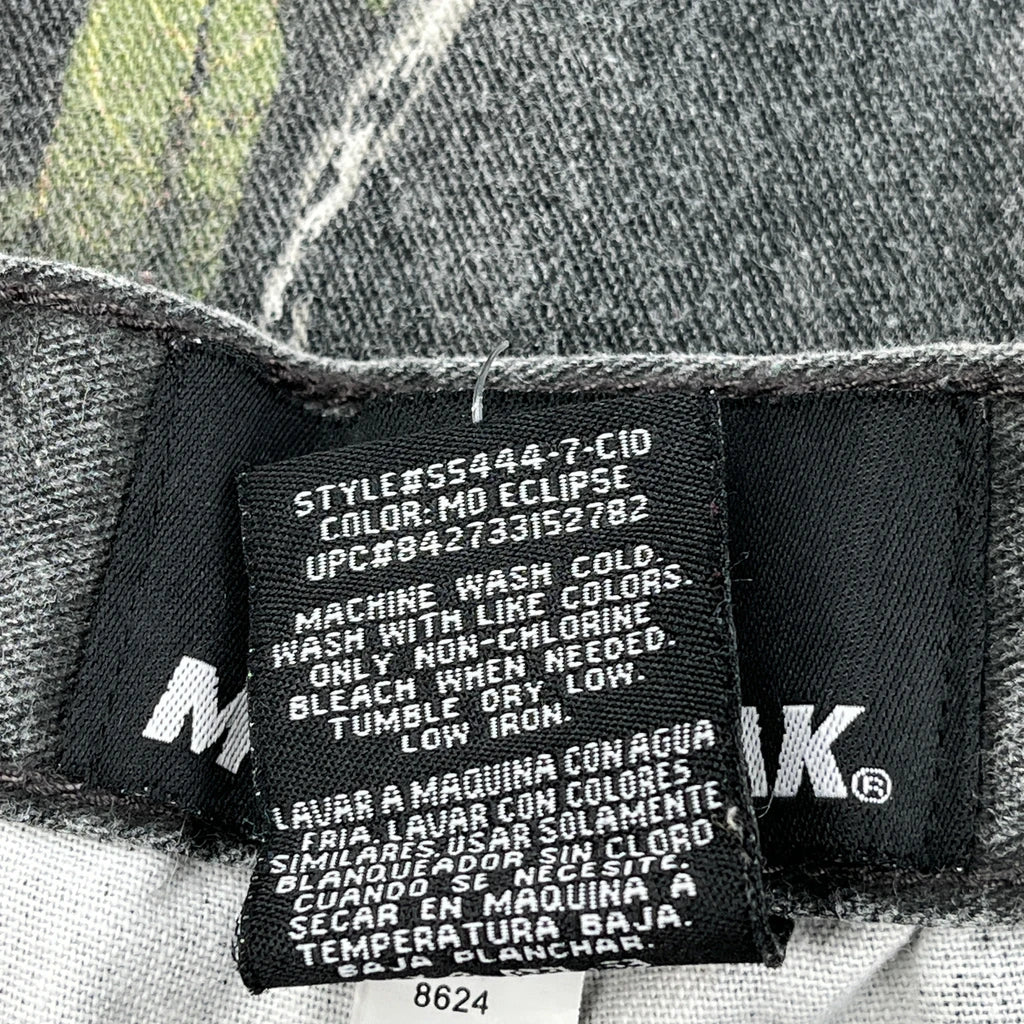 STYLE#S5444-7-C10
COLOR: MD ECLIPSE
UPC#842733152782
MACHINE WASH COLD.
WASH WITH LIKE COLORS.
ONLY NON-CHLORINE
BLEACH WHEN NEEDED.
TUMBLE DRY LOW.
LOW IRON.
LAVAR A MAQUINA CON AGUA
FRIA. LAVAR CON COLORES
SIMILARES USAR SOLAMENTE
BLANQUEADOR SIN CLORO
CUANDO SE NECESITE.
SECAR EN MAQUINA A
TEMPERATURA BAJA.
BAJA PLANCHAR.
8624